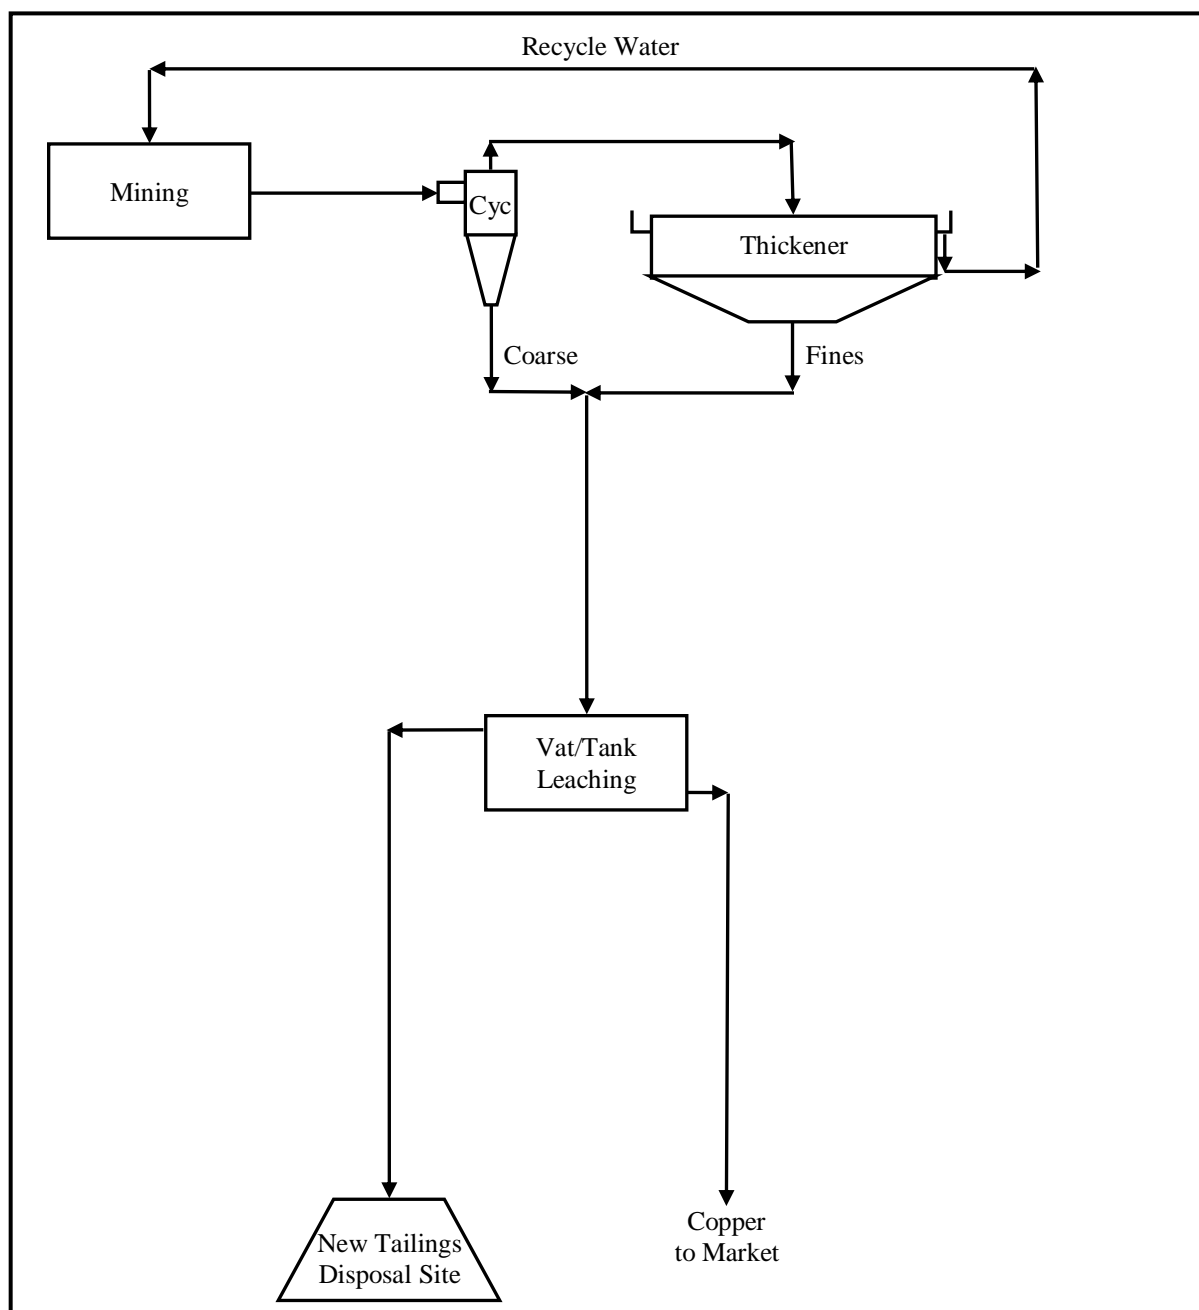 Recycle Water
Mining
Cyc
Thickener
Coarse
Fines
Vat/Tank
Leaching
Copper
to Market
New Tailings
Disposal Site